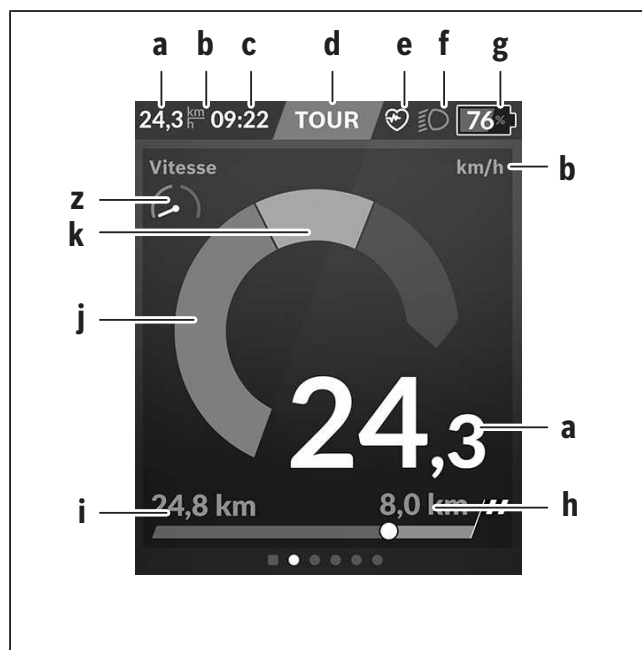 a b c d e f g
24,3 km/h 09:22 TOUR 76%
Vitesse km/h b
z
k
j
24,3 a
i 24,8 km 8,0 km h